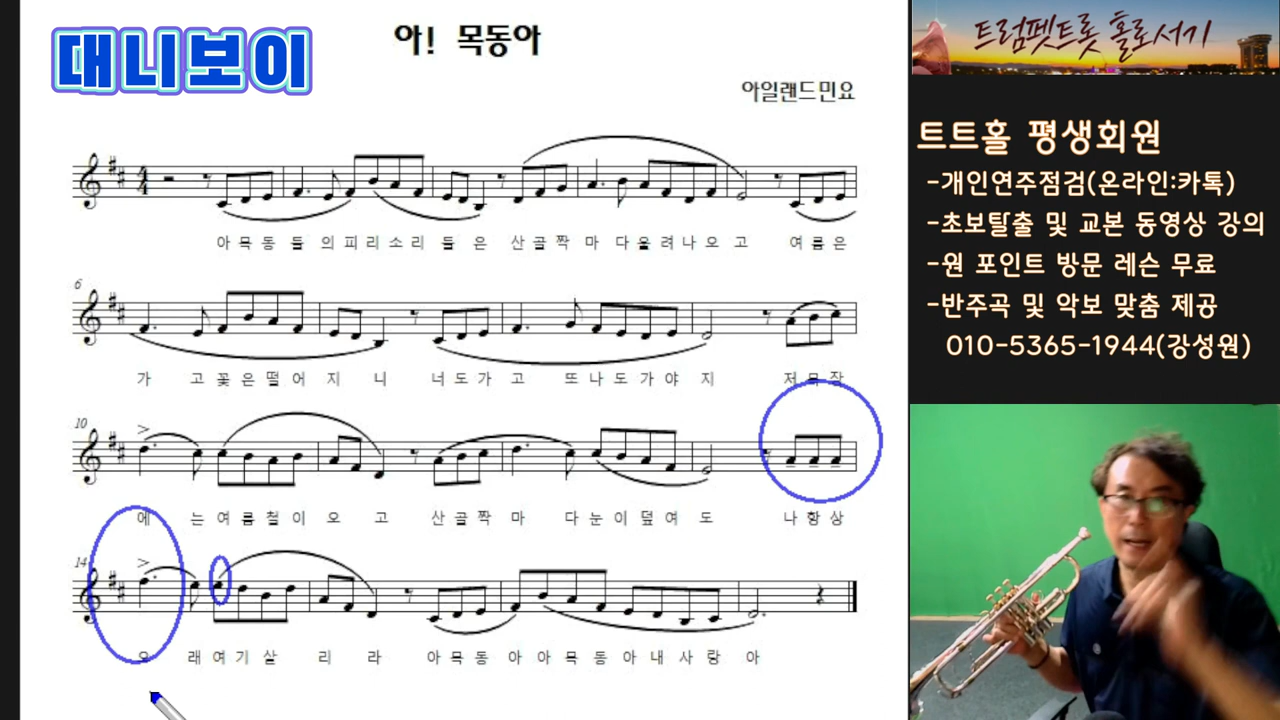 대니보이
아! 목동아
아일랜드민요
아 목 동 들 의 피 리 소 리 들 은 산 골 짝 마 다 울 려 나 오 고 여 름 은
6
가 고 꽃 은 떨 어 지 니 너 도 가 고 또 나 도 가 야 지 저 목 장
10
에 는 여 름 철 이 오 고 산 골 짝 마 다 눈 이 덮 여 도 나 항 상
14
오 래 여 기 살 리 라 아 목 동 아 아 목 동 아 내 사 랑 아
트럼펫트롯 홀로서기
트트홀 평생회원
-개인연주점검(온라인:카톡)
-초보탈출 및 교본 동영상 강의
-원 포인트 방문 레슨 무료
-반주곡 및 악보 맞춤 제공
010-5365-1944(강성원)